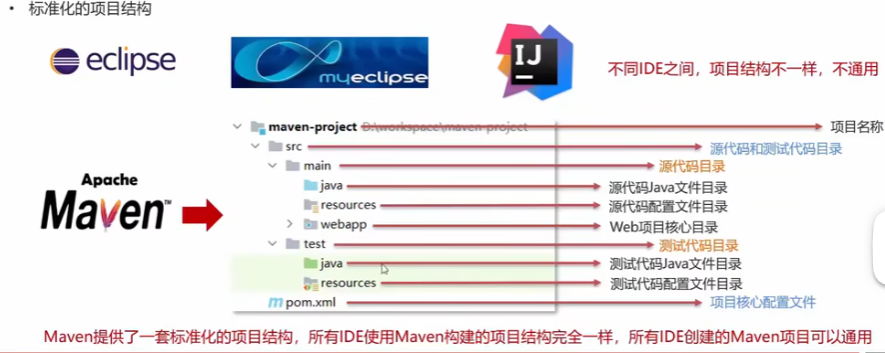 • 标准化的项目结构
eclipse
myeclipse
IJ
不同IDE之间，项目结构不一样，不通用
maven-project D:\workspace\maven-project
项目名称
src
源代码和测试代码目录
main
源代码目录
java
源代码Java文件目录
resources
源代码配置文件目录
webapp
Web项目核心目录
test
测试代码目录
java
测试代码Java文件目录
resources
测试代码配置文件目录
pom.xml
项目核心配置文件
Apache
Maven™
Maven提供了一套标准化的项目结构，所有IDE使用Maven构建的项目结构完全一样，所有IDE创建的Maven项目可以通用